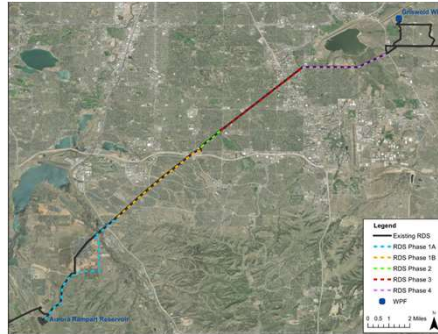 Griswold WPF
Aurora Rampart Reservoir
Legend
Existing RDS
RDS Phase 1A
RDS Phase 1B
RDS Phase 2
RDS Phase 3
RDS Phase 4
WPF
N
0 0.5 1 2 Miles